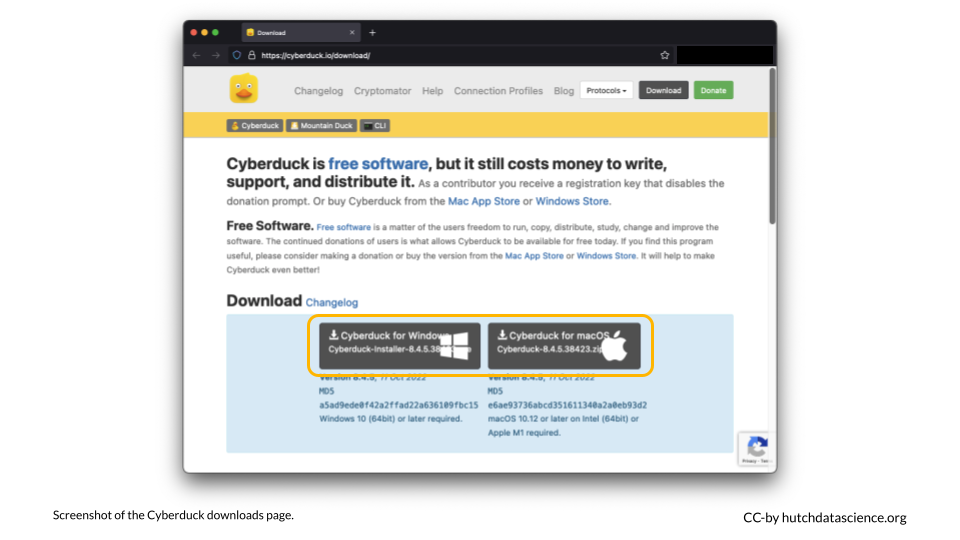 Download
https://cyberduck.io/download/
Changelog Cryptomator Help Connection Profiles Blog Protocols Download Donate
Cyberduck Mountain Duck CLI
Cyberduck is free software, but it still costs money to write,
support, and distribute it. As a contributor you receive a registration key that disables the
donation prompt. Or buy Cyberduck from the Mac App Store or Windows Store.
Free Software. Free software is a matter of the users freedom to run, copy, distribute, study, change and improve the
software. The continued donations of users is what allows Cyberduck to be available for free today. If you find this program
useful, please consider making a donation or buy the version from the Mac App Store or Windows Store. It will help to make
Cyberduck even better!
Download Changelog
Cyberduck for Windows
Cyberduck-Installer-8.4.5.38
Cyberduck for macOS
Cyberduck-8.4.5.38423.zip
Version 8.4.5, 11 Oct 2022
MD5
a5ad9ede0f42a2ffad22a636109fbc15
Windows 10 (64bit) or later required.
Version 8.4.5, 11 Oct 2022
MD5
e6ae93736abcd351611340a2a0eb93d2
macOS 10.12 or later on Intel (64bit) or
Apple M1 required.
Privacy - Ter
Screenshot of the Cyberduck downloads page.
CC-by hutchdatascience.org